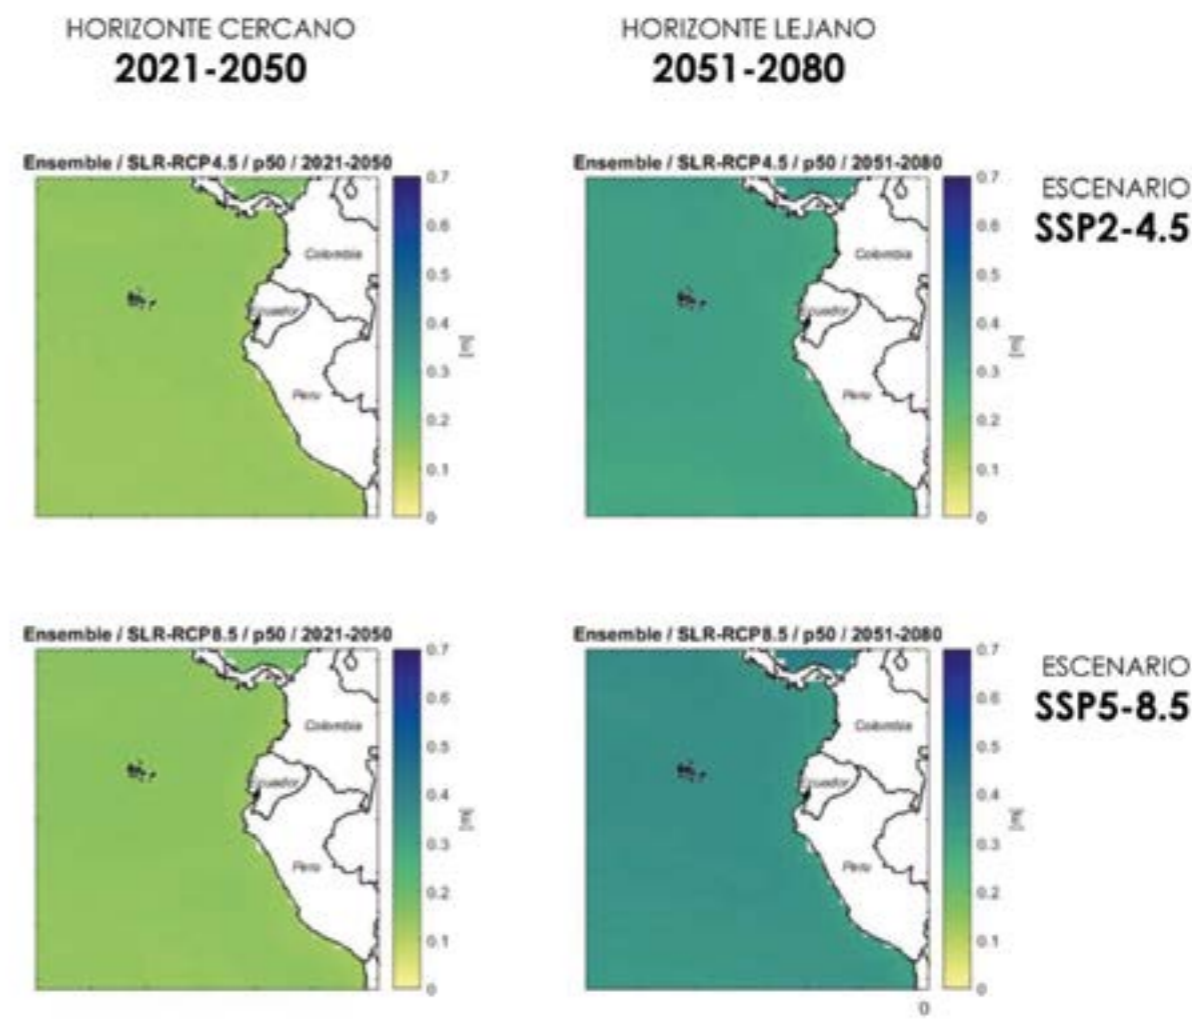 HORIZONTE CERCANO
2021-2050
HORIZONTE LEJANO
2051-2080
Ensemble / SLR-RCP4.5 / p50 / 2021-2050
0.7
0.6
0.5
0.4
0.3
0.2
0.1
0
[m]
Colombia
Ecuador
Peru
Ensemble / SLR-RCP4.5 / p50 / 2051-2080
0.7
0.6
0.5
0.4
0.3
0.2
0.1
0
[m]
Colombia
Ecuador
Peru
ESCENARIO
SSP2-4.5
Ensemble / SLR-RCP8.5 / p50 / 2021-2050
0.7
0.6
0.5
0.4
0.3
0.2
0.1
0
[m]
Colombia
Ecuador
Peru
Ensemble / SLR-RCP8.5 / p50 / 2051-2080
0.7
0.6
0.5
0.4
0.3
0.2
0.1
0
[m]
Colombia
Ecuador
Peru
0
ESCENARIO
SSP5-8.5